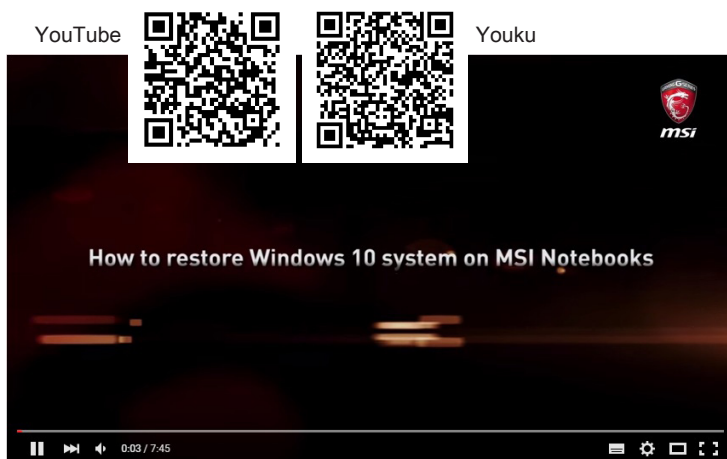 YouTube
Youku
msi
How to restore Windows 10 system on MSI Notebooks
0:03 / 7:45